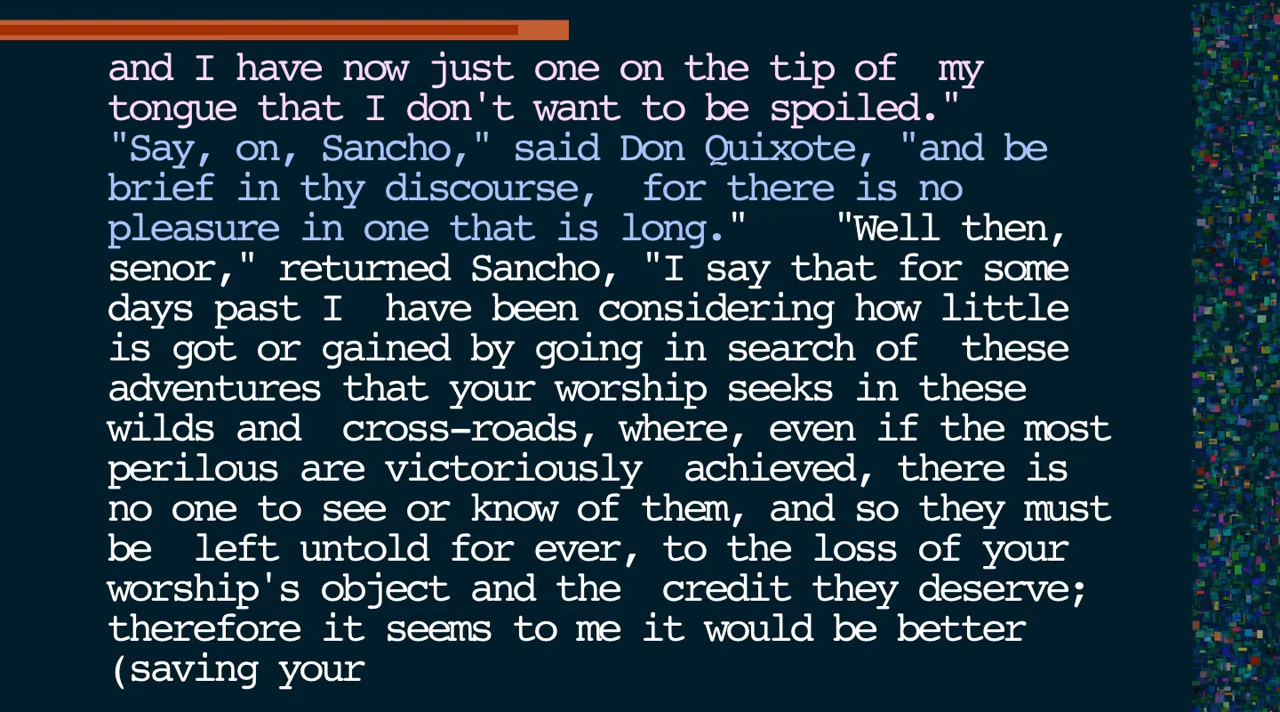 and I have now just one on the tip of  my
tongue that I don't want to be spoiled."
"Say, on, Sancho," said Don Quixote, "and be
brief in thy discourse,  for there is no
pleasure in one that is long."    "Well then,
senor," returned Sancho, "I say that for some
days past I  have been considering how little
is got or gained by going in search of  these
adventures that your worship seeks in these
wilds and  cross-roads, where, even if the most
perilous are victoriously  achieved, there is
no one to see or know of them, and so they must
be  left untold for ever, to the loss of your
worship's object and the  credit they deserve;
therefore it seems to me it would be better
(saving your